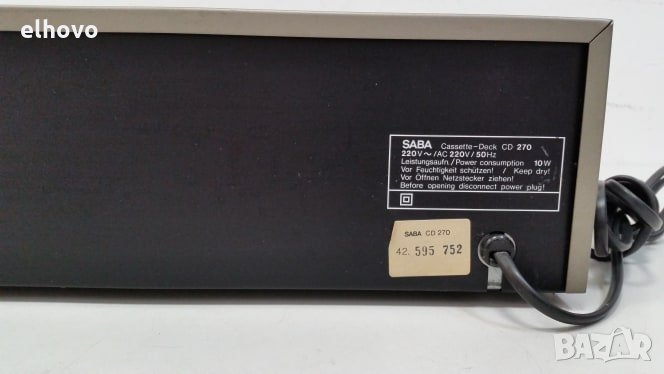 elhovo
SABA Cassette-Deck CD 270
220V~/AC 220V/50Hz
Leistungsaufn./Power consumption 10W
Vor Feuchtigkeit schützen! / Keep dry!
Vor Öffnen Netzstecker ziehen!
Before opening disconnect power plug!
SABA CD 270
42. 595 752
BAZAR